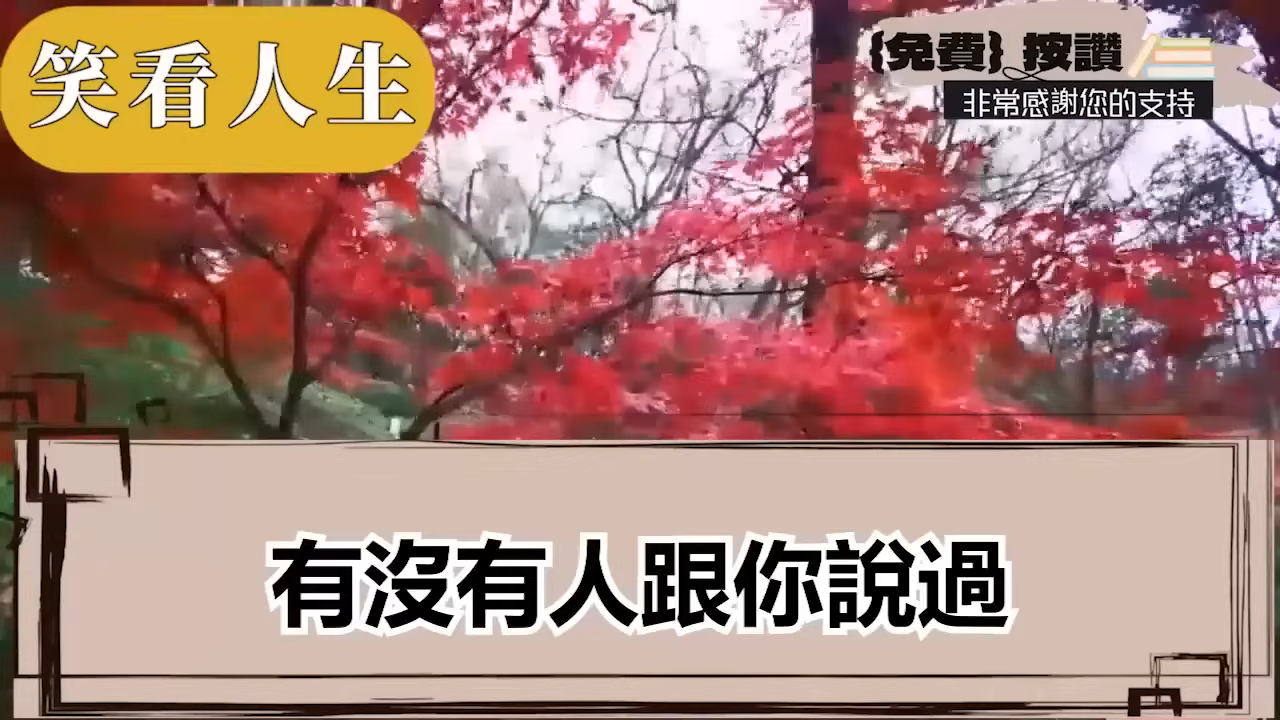 笑看人生
{免費} 按讚
非常感謝您的支持
有沒有人跟你說過